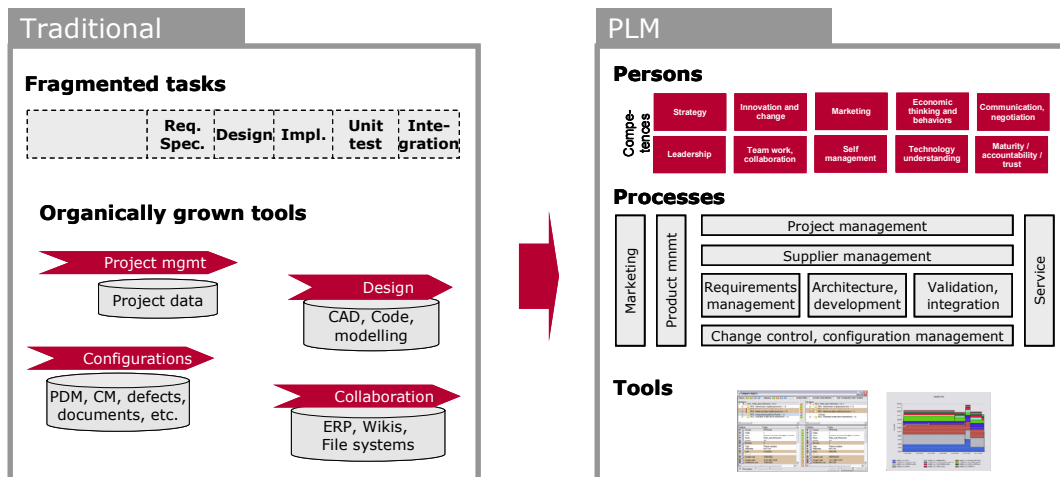 Traditional
Fragmented tasks
Req.
Spec.
Design
Impl.
Unit
test
Inte-
gration
Organically grown tools
Project mgmt
Project data
Design
CAD, Code,
modelling
Configurations
PDM, CM, defects,
documents, etc.
Collaboration
ERP, Wikis,
File systems
PLM
Persons
Compe-
tences
Strategy
Innovation and
change
Marketing
Economic
thinking and
behaviors
Communication,
negotiation
Leadership
Team work,
collaboration
Self
management
Technology
understanding
Maturity /
accountability /
trust
Processes
Marketing
Product mnmt
Project management
Supplier management
Requirements
management
Architecture,
development
Validation,
integration
Change control, configuration management
Service
Tools